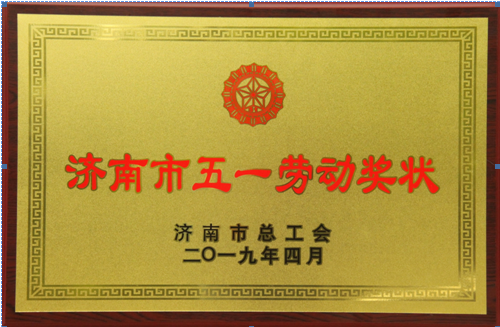 济南市五一劳动奖状
济南市总工会
二〇一九年四月